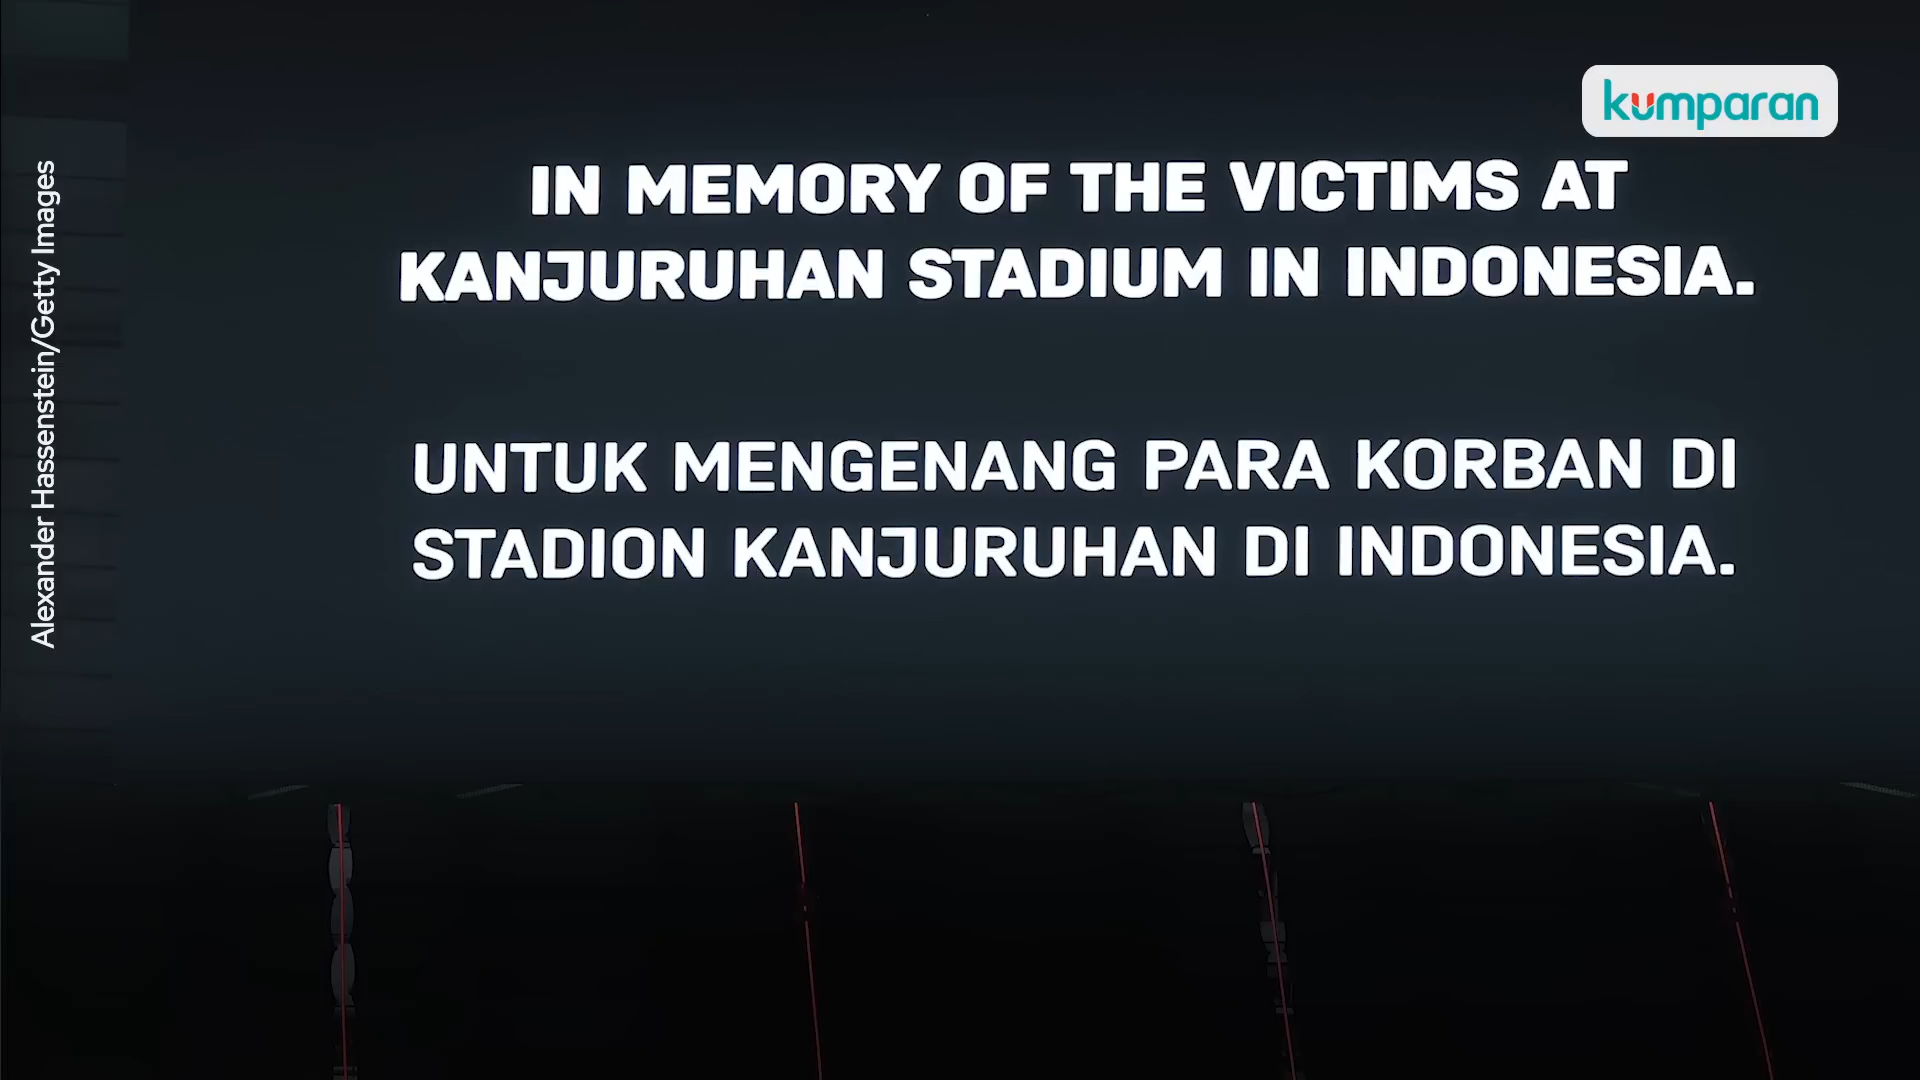 kumparan
IN MEMORY OF THE VICTIMS AT
KANJURUHAN STADIUM IN INDONESIA.
UNTUK MENGENANG PARA KORBAN DI
STADION KANJURUHAN DI INDONESIA.
Alexander Hassenstein/Getty Images